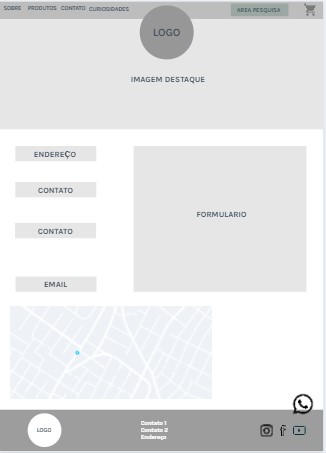 SOBRE PRODUTOS CONTATO CURIOSIDADES AREA PESQUISA
LOGO
IMAGEM DESTAQUE
ENDEREÇO
CONTATO
CONTATO
EMAIL
FORMULARIO
LOGO
Contato 1
Contato 2
Endereço